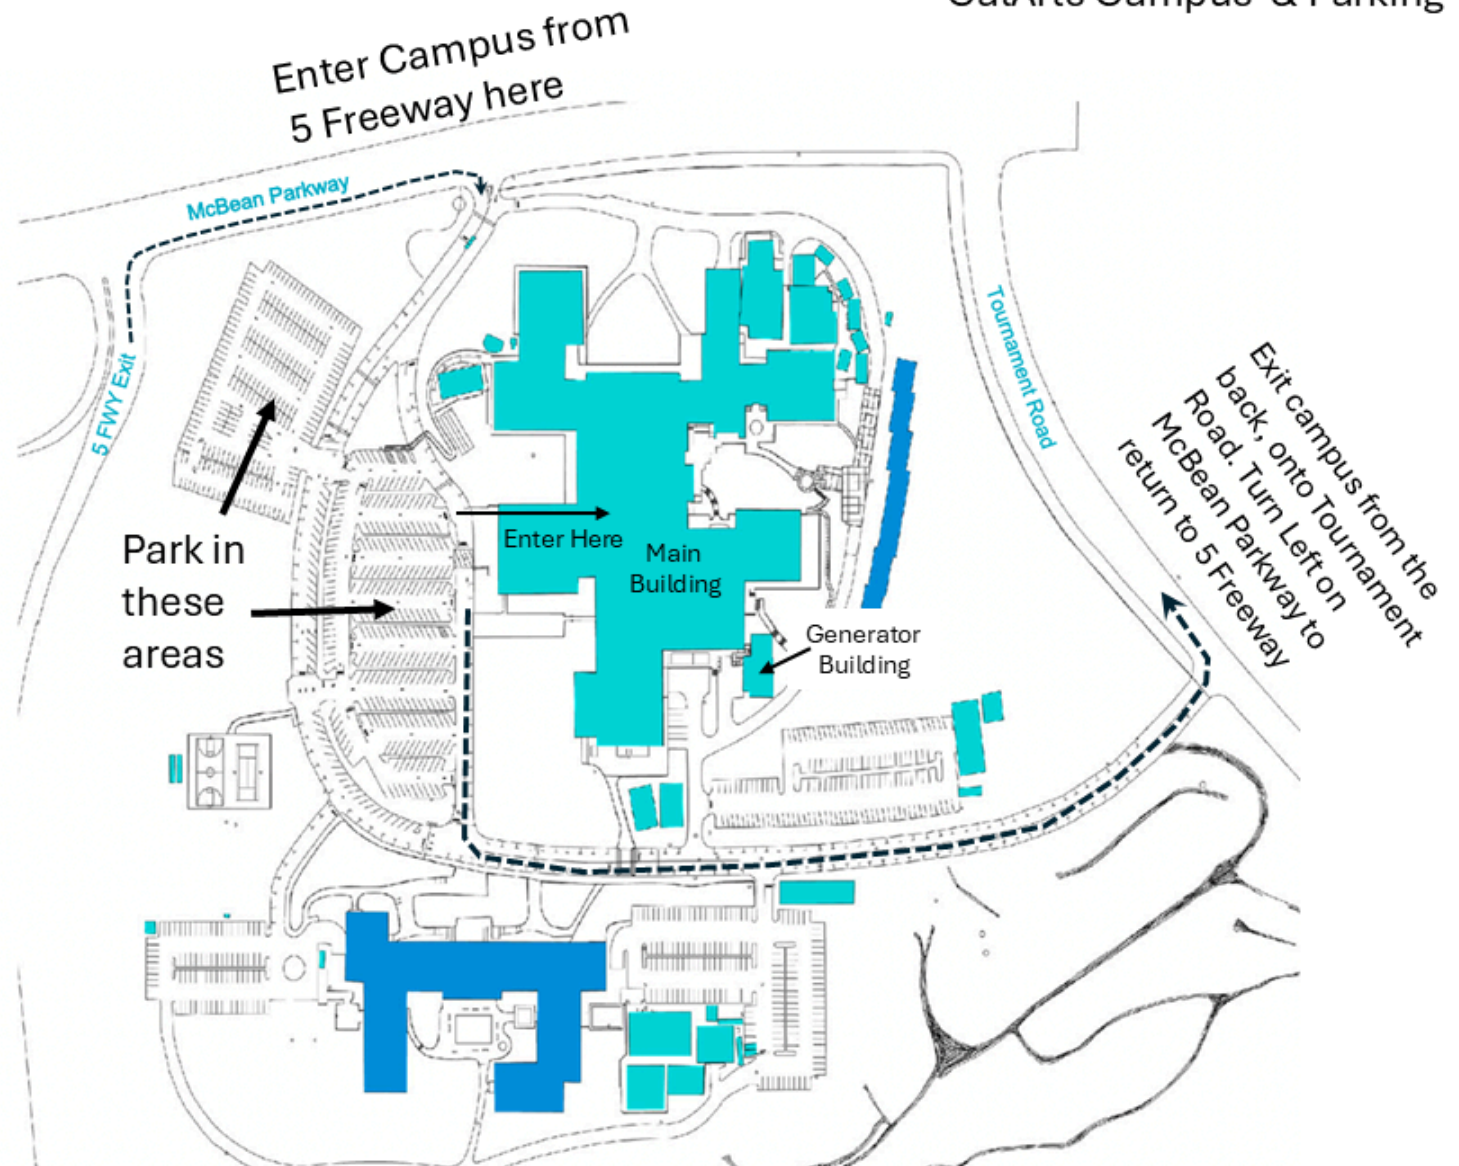 Campus & Parking
Enter Campus from
5 Freeway here
McBean Parkway
5 FWY Exit
Tournament Road
Exit campus from the
back, onto Tournament
Road. Turn Left on
McBean Parkway to
return to 5 Freeway
Park in
these
areas
Enter Here
Main
Building
Generator
Building